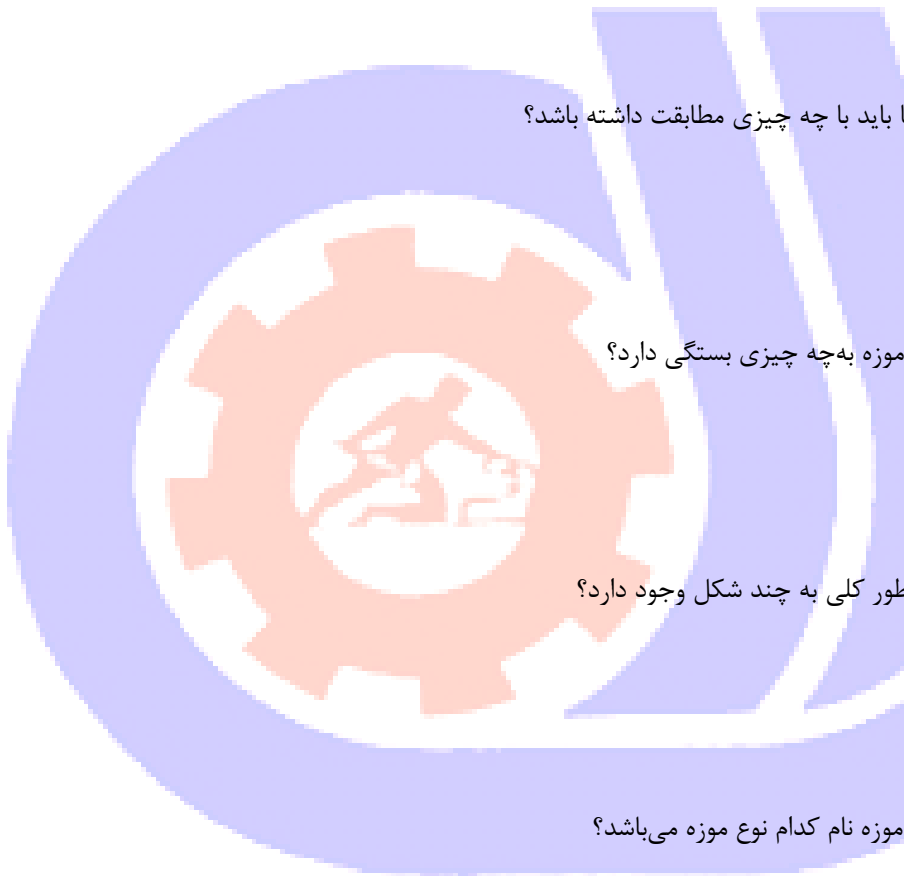 باید با چه چیزی مطابقت داشته باشد؟
موزه به‌چه چیزی بستگی دارد؟
طور کلی به چند شکل وجود دارد؟
موزه نام کدام نوع موزه می‌باشد؟